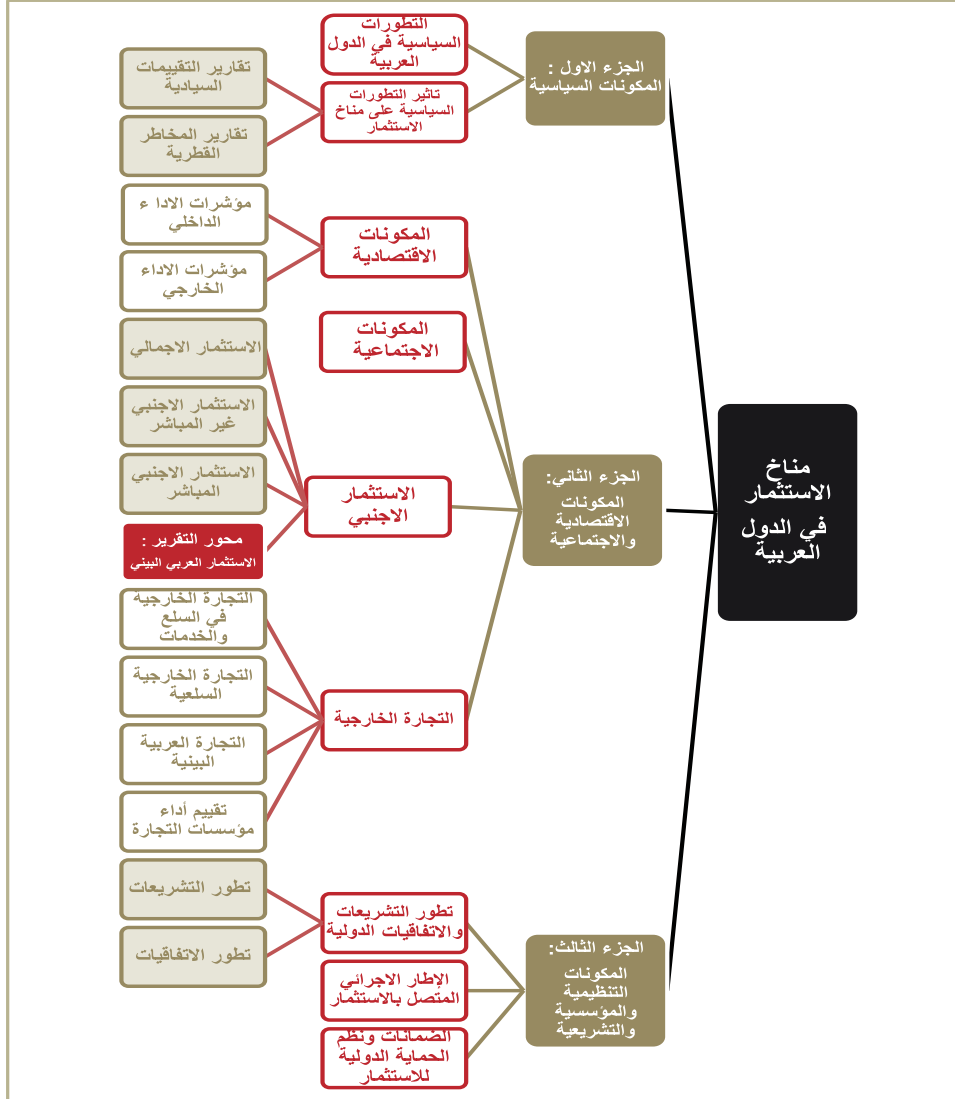 مناخ
الاستثمار
في الدول
العربية
الجزء الاول :
المكونات السياسية
التطورات
السياسية في الدول
العربية
تاثير التطورات
السياسية على مناخ
الاستثمار
تقارير التقييمات
السيادية
تقارير المخاطر
القطرية
الجزء الثاني:
المكونات
الاقتصادية
والاجتماعية
المكونات
الاقتصادية
مؤشرات الادا ء
الداخلي
مؤشرات الاداء
الخارجي
المكونات
الاجتماعية
الاستثمار
الاجنبي
الاستثمار الاجمالي
الاستثمار الاجنبي
غير المباشر
الاستثمار الاجنبي
المباشر
محور التقرير :
الاستثمار العربي البيني
التجارة الخارجية
التجارة الخارجية
في السلع
والخدمات
التجارة الخارجية
السلعية
التجارة العربية
البينية
تقييم أداء
مؤسسات التجارة
الجزء الثالث:
المكونات
التنظيمية
والمؤسسية
والتشريعية
تطور التشريعات
والاتفاقيات الدولية
تطور التشريعات
تطور الاتفاقيات
الإطار الاجرائي
المتصل بالاستثمار
الضمانات ونظم
الحماية الدولية
للاستثمار